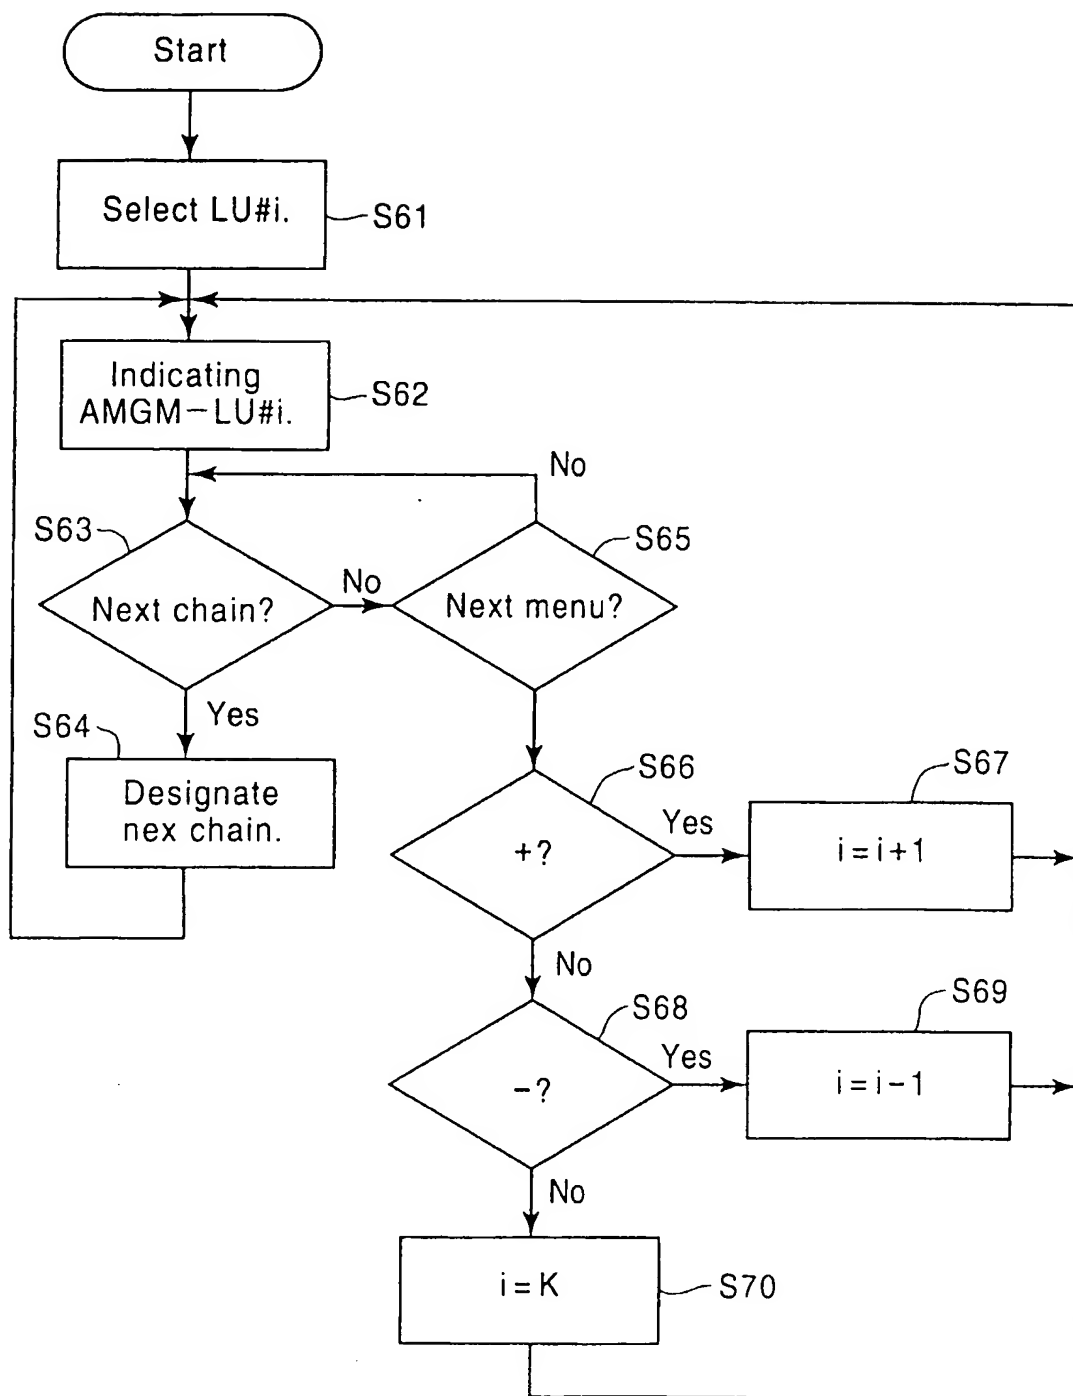 Start
Select LU#i.
S61
Indicating
AMGM-LU#i.
S62
No
S63
Next chain?
No
S65
Next menu?
Yes
S64
Designate
nex chain.
S66
+?
Yes
S67
i=i+1
No
S68
-?
Yes
S69
i=i-1
No
i=K
S70